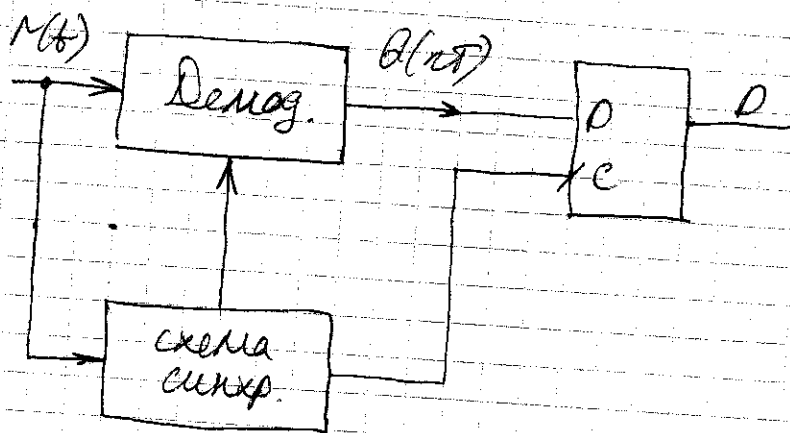 r(t)
Демод.
Q(nT)
D
C
D
схема
синхр.